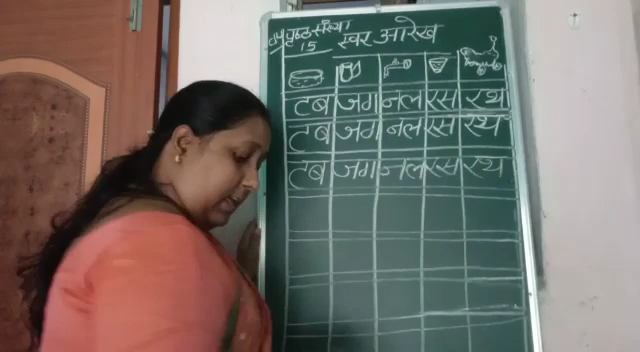 पृष्ठ संख्या
15
स्वर आरेख
टब जग नल रस रथ
टब जग नल रस रथ
टब जग नल रस रथ